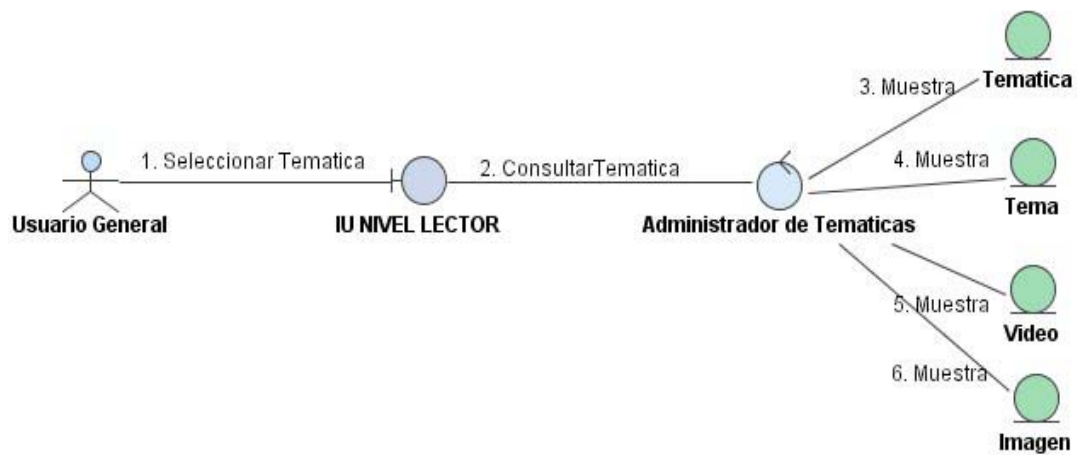 3. Muestra
Tematica
1. Seleccionar Tematica
2. ConsultarTematica
4. Muestra
Usuario General
IU NIVEL LECTOR
Administrador de Tematicas
Tema
5. Muestra
Video
6. Muestra
Imagen